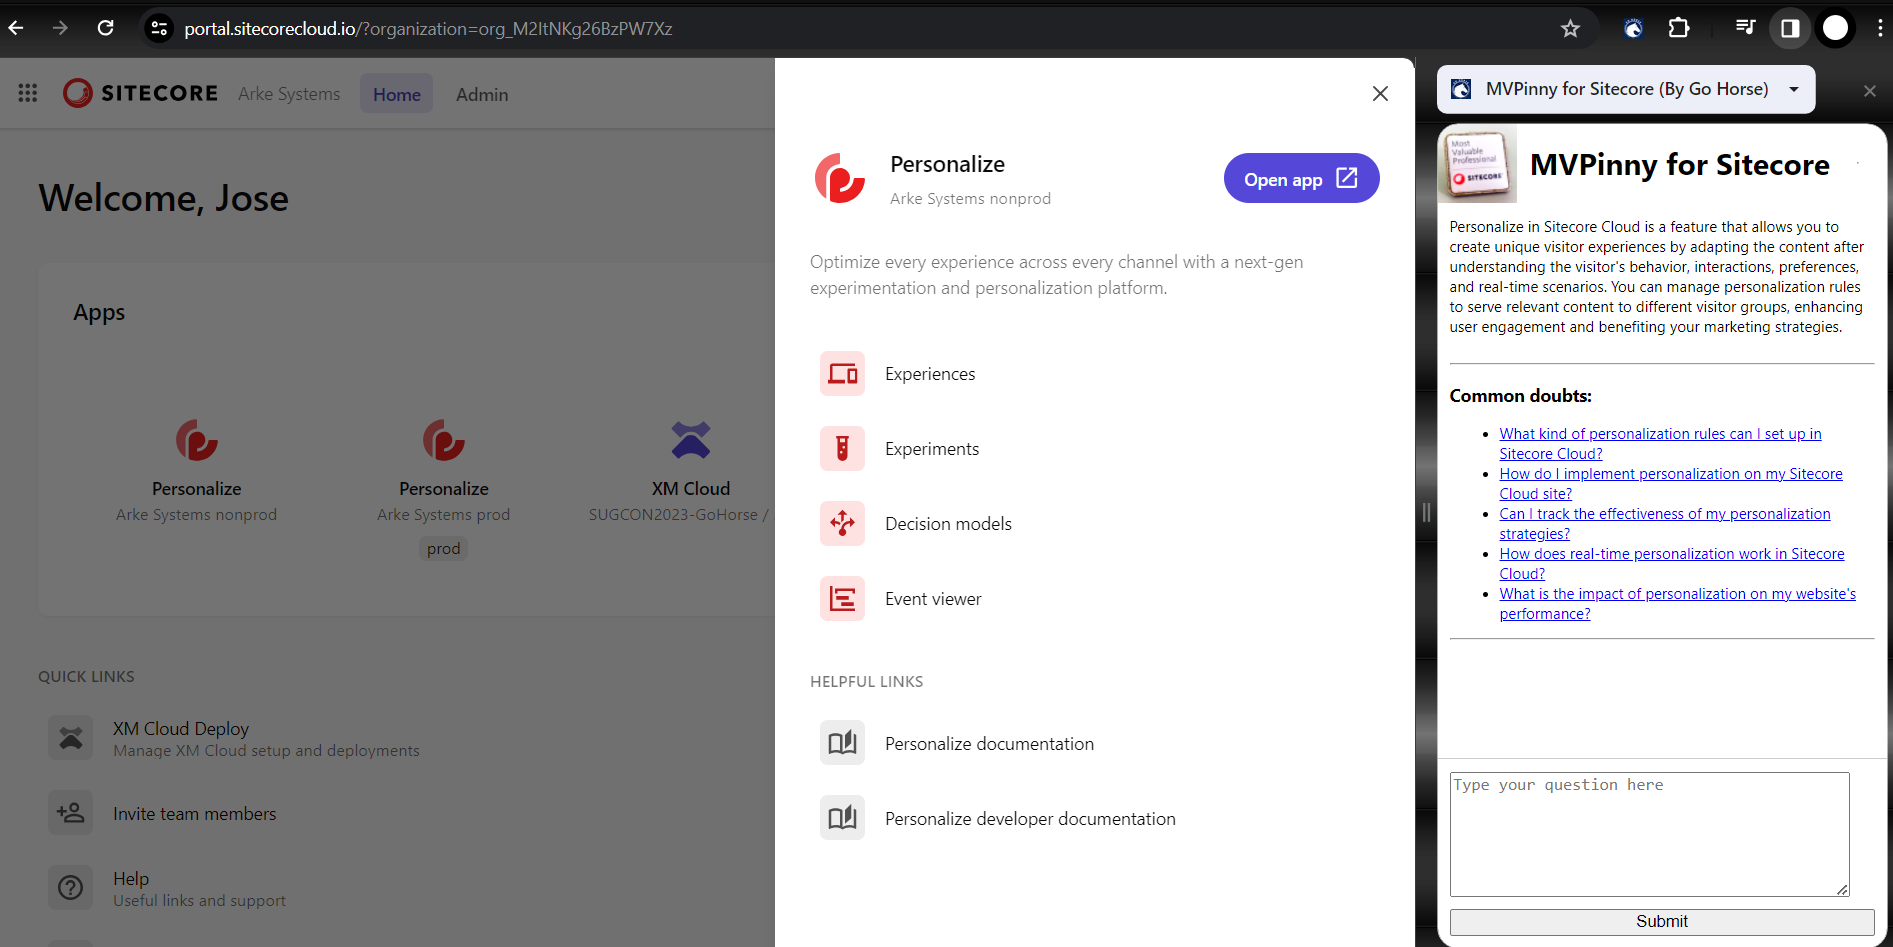 portal.sitecorecloud.io/?organization=org_M2ItNKg26BzPW7Xz
SITECORE
Arke Systems
Home
Admin
Welcome, Jose
Apps
Personalize
Arke Systems nonprod
Personalize
Arke Systems prod
prod
XM Cloud
SUGCON2023-GoHorse /
QUICK LINKS
XM Cloud Deploy
Manage XM Cloud setup and deployments
Invite team members
Help
Useful links and support
Personalize
Arke Systems nonprod
Open app
Optimize every experience across every channel with a next-gen
experimentation and personalization platform.
Experiences
Experiments
Decision models
Event viewer
HELPFUL LINKS
Personalize documentation
Personalize developer documentation
MVPinny for Sitecore (By Go Horse)
Most
Valuable
Professional
SITECORE
MVPinny for Sitecore
Personalize in Sitecore Cloud is a feature that allows you to
create unique visitor experiences by adapting the content after
understanding the visitor's behavior, interactions, preferences,
and real-time scenarios. You can manage personalization rules
to serve relevant content to different visitor groups, enhancing
user engagement and benefiting your marketing strategies.
Common doubts:
What kind of personalization rules can I set up in
Sitecore Cloud?
How do I implement personalization on my Sitecore
Cloud site?
Can I track the effectiveness of my personalization
strategies?
How does real-time personalization work in Sitecore
Cloud?
What is the impact of personalization on my website's
performance?
Type your question here
Submit